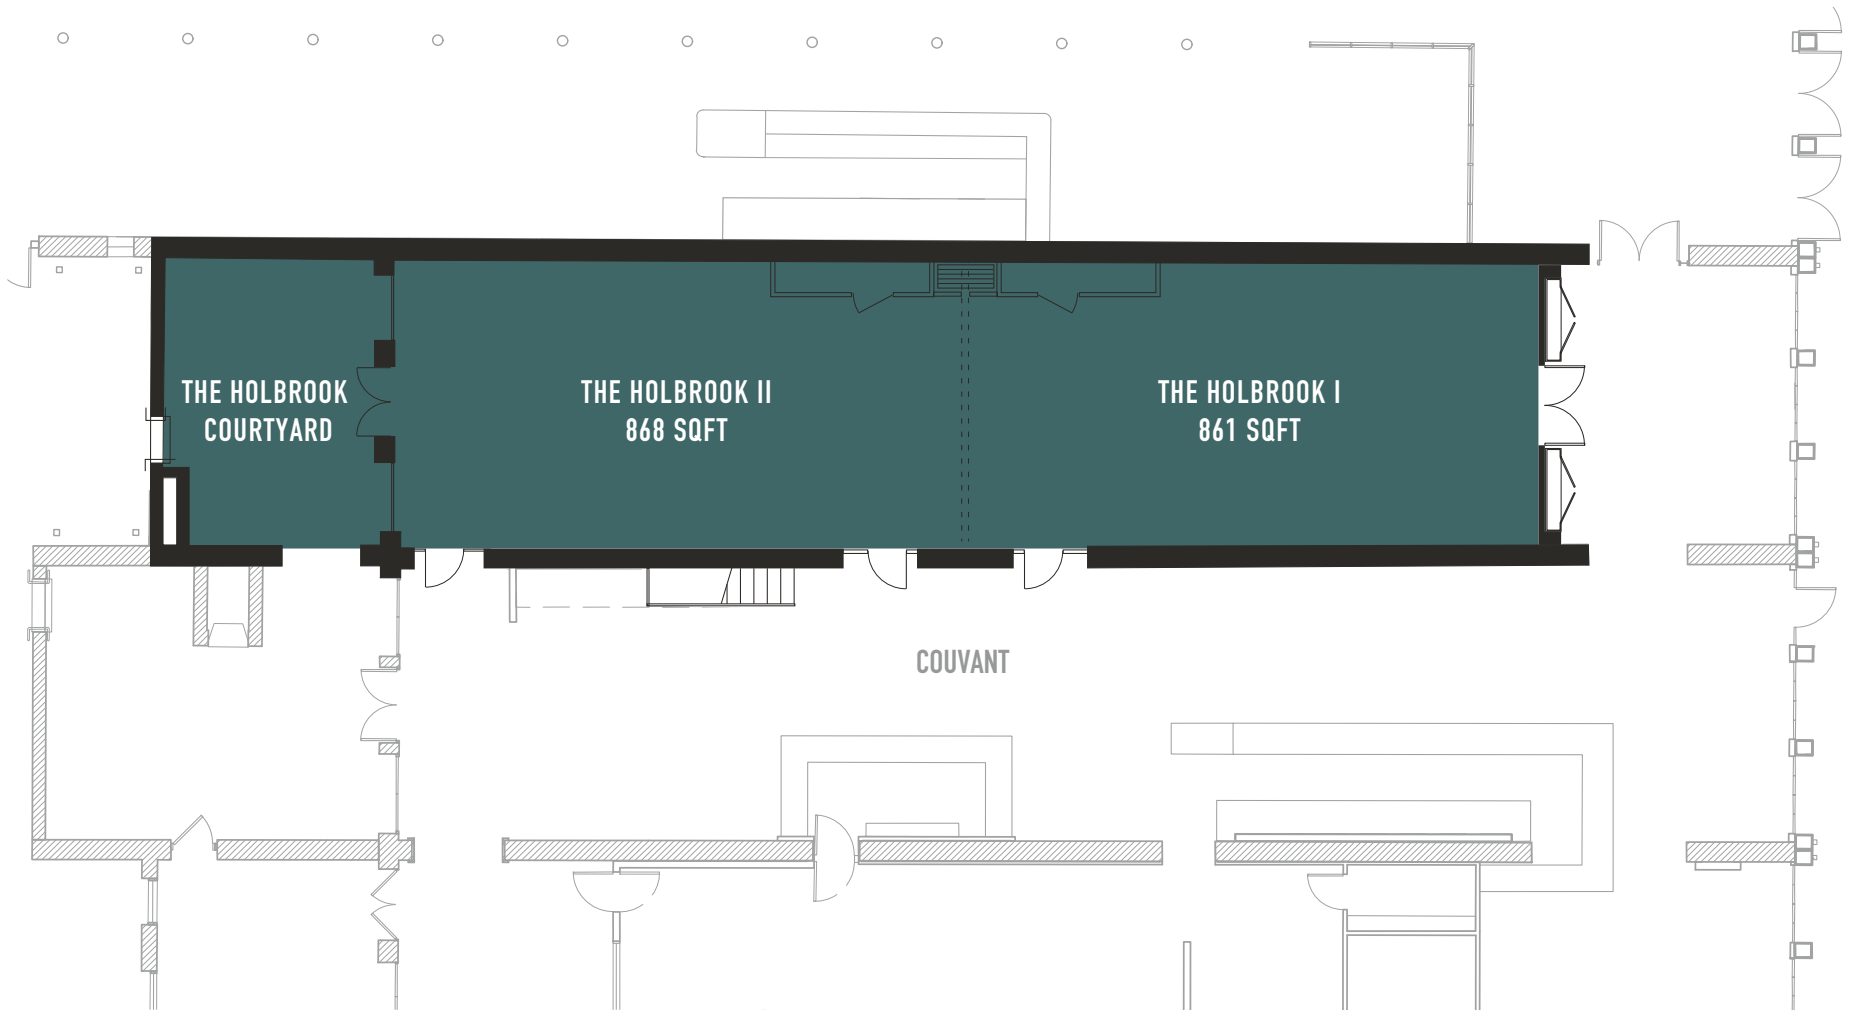 THE HOLBROOK
COURTYARD
THE HOLBROOK II
868 SQFT
THE HOLBROOK I
861 SQFT
COUVANT